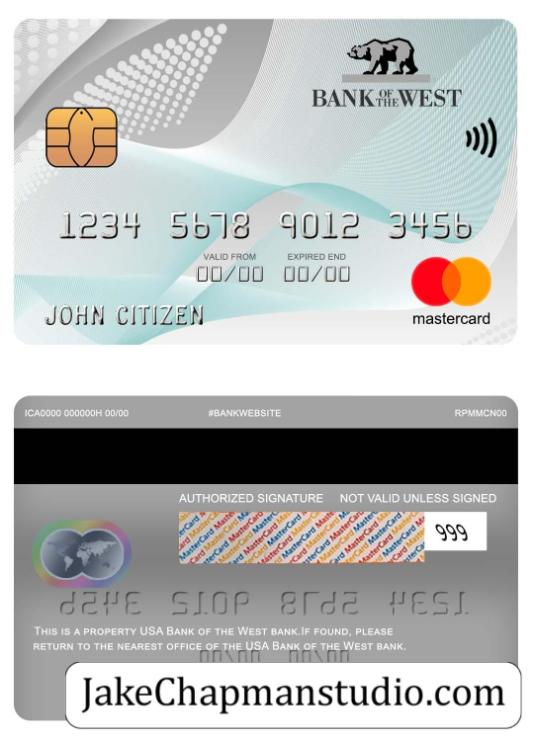 BANK OF THE WEST
1234 5678 9012 3456
VALID FROM EXPIRED END
00/00 00/00
JOHN CITIZEN
mastercard
ICA0000 000000H 00/00 #BANKWEBSITE RPMMCN00
AUTHORIZED SIGNATURE NOT VALID UNLESS SIGNED
MasterCard
999
THIS IS A PROPERTY USA BANK OF THE WEST BANK.IF FOUND, PLEASE
RETURN TO THE NEAREST OFFICE OF THE USA BANK OF THE WEST BANK.
JakeChapmanstudio.com